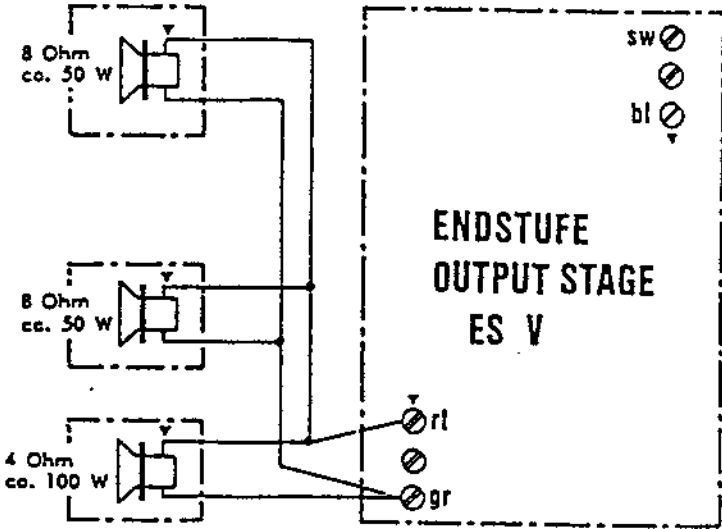 8 Ohm
ca. 50 W
8 Ohm
ca. 50 W
4 Ohm
ca. 100 W
sw
bl
ENDSTUFE
OUTPUT STAGE
ES V
rt
gr